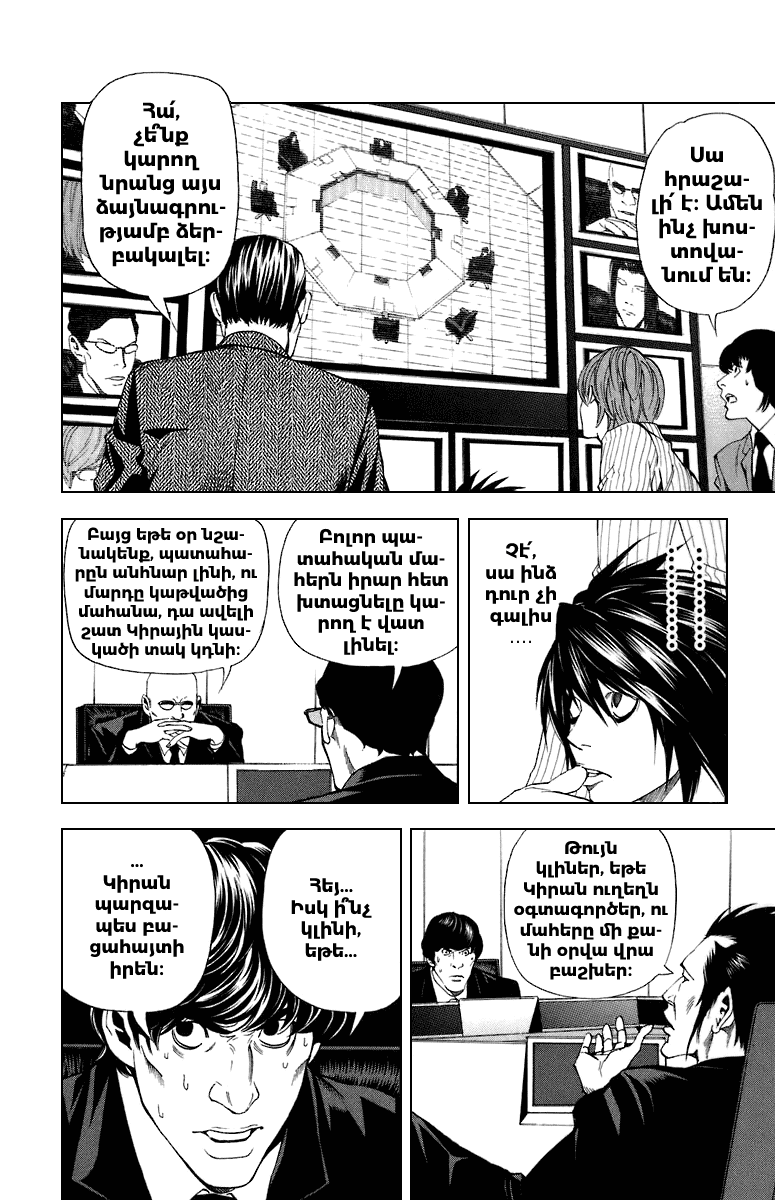 Սա
հրաշա-
լի՛ է: Ամեն
ինչ խոս-
տովա-
նում են:
Հա՛,
չե՞նք
կարող
նրանց այս
ձայնագրու-
թյամբ ձեր-
բակալել:
Չէ՛,
սա ինձ
դուր չի
գալիս
....
Բոլոր պա-
տահական մա-
հերն իրար հետ
խտացնելը կա-
րող է վատ
լինել:
Բայց եթե օր նշա-
նակենք, պատահա-
րըն անհնար լինի, ու
մարդը կաթվածից
մահանա, դա ավելի
շատ Կիրային կաս-
կածի տակ կդնի:
Թույն
կլիներ, եթե
Կիրան ուղեղն
օգտագործեր, ու
մահերը մի քա-
նի օրվա վրա
բաշխեր:
Հեյ...
Իսկ ի՞նչ
կլինի,
եթե...
...
Կիրան
պարզա-
պես բա-
ցահայտի
իրեն: